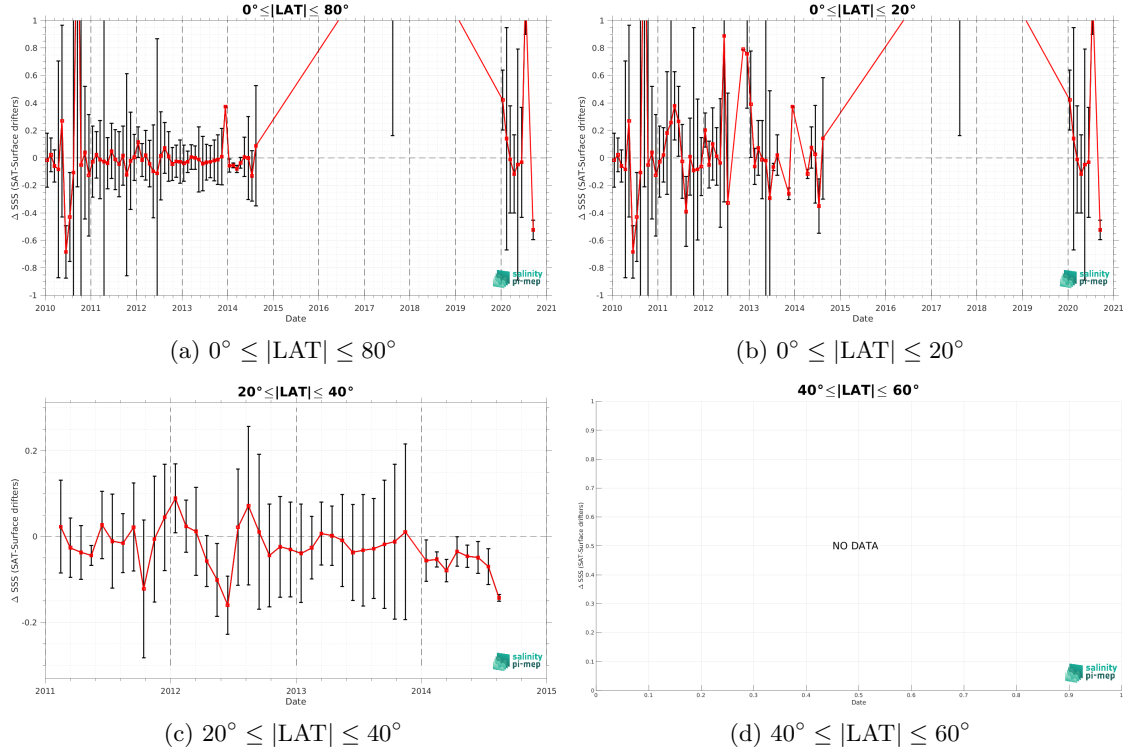 0°≤|LAT|≤ 80°
1
0.8
0.6
0.4
0.2
0
-0.2
-0.4
-0.6
-0.8
-1
Δ SSS (SAT-Surface drifters)
2010 2011 2012 2013 2014 2015 2016 2017 2018 2019 2020 2021
Date
salinity
pi-mep
(a) 0° ≤ |LAT| ≤ 80°
0°≤|LAT|≤ 20°
1
0.8
0.6
0.4
0.2
0
-0.2
-0.4
-0.6
-0.8
-1
Δ SSS (SAT-Surface drifters)
2010 2011 2012 2013 2014 2015 2016 2017 2018 2019 2020 2021
Date
salinity
pi-mep
(b) 0° ≤ |LAT| ≤ 20°
20°≤|LAT|≤ 40°
0.2
0
-0.2
Δ SSS (SAT-Surface drifters)
2011 2012 2013 2014 2015
Date
salinity
pi-mep
(c) 20° ≤ |LAT| ≤ 40°
40°≤|LAT|≤ 60°
1
0.9
0.8
0.7
0.6
0.5
0.4
0.3
0.2
0.1
0
Δ SSS (SAT-Surface drifters)
NO DATA
0 0.1 0.2 0.3 0.4 0.5 0.6 0.7 0.8 0.9 1
Date
salinity
pi-mep
(d) 40° ≤ |LAT| ≤ 60°